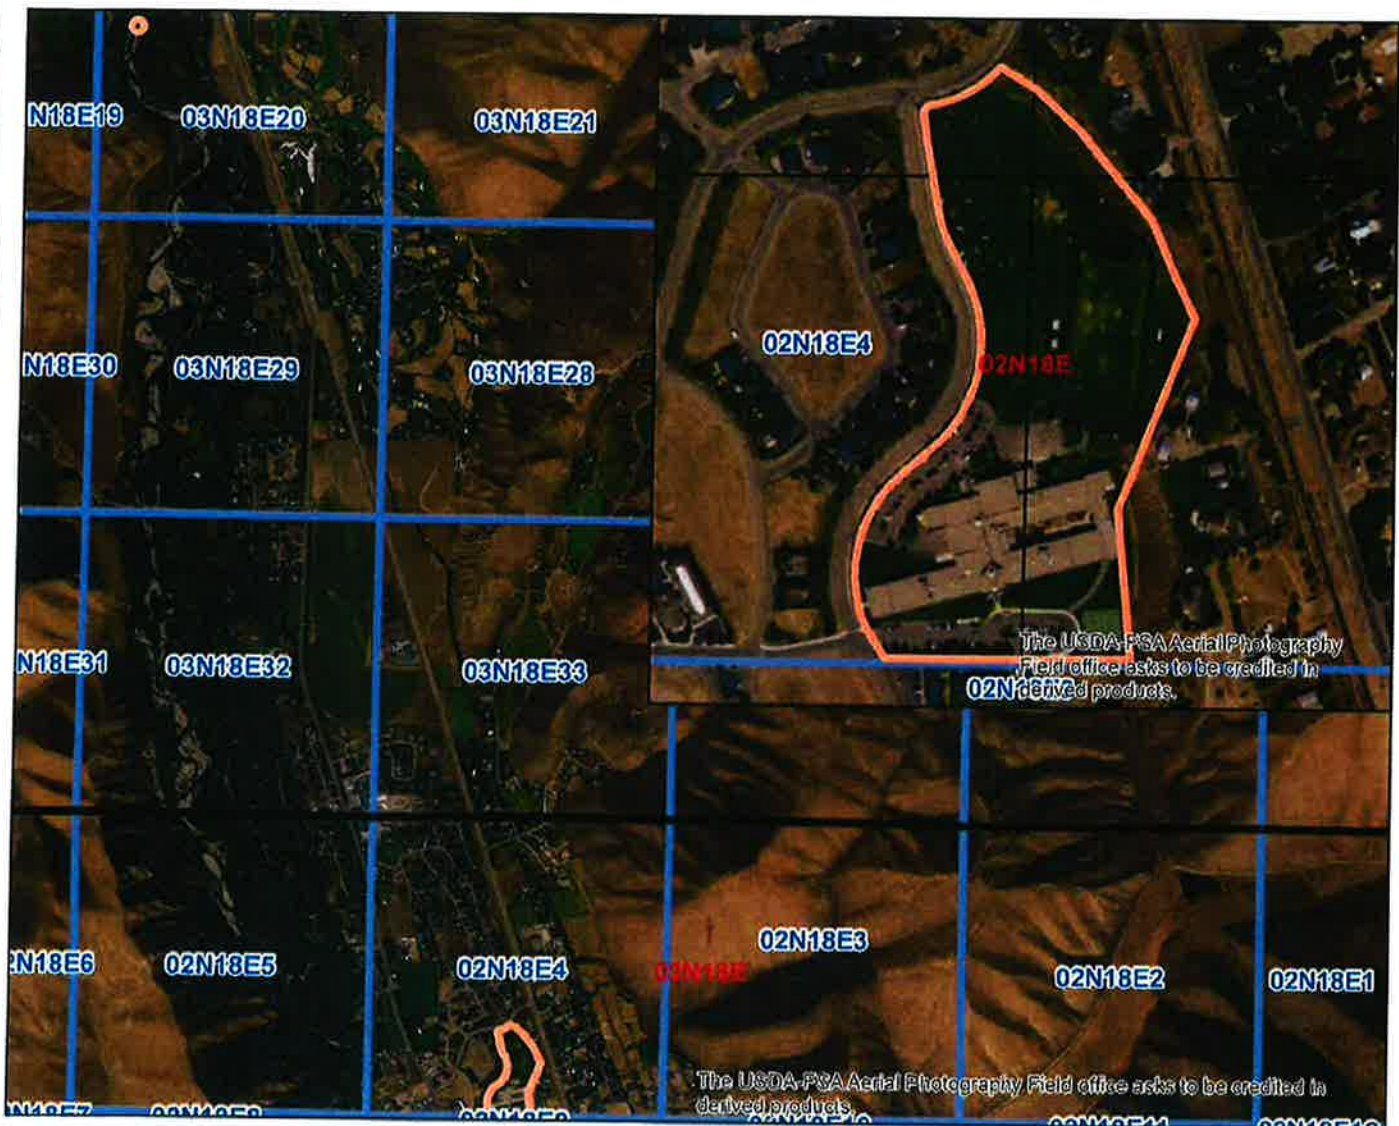 N18E19
03N18E20
03N18E21
N18E30
03N18E29
03N18E28
02N18E4
02N18E
N18E31
03N18E32
03N18E33
The USDA-FSA Aerial Photography
Field office asks to be credited in
derived products.
N18E6
02N18E5
02N18E4
02N18E3
02N18E2
02N18E1
The USDA-FSA Aerial Photography Field office asks to be credited in
derived products.